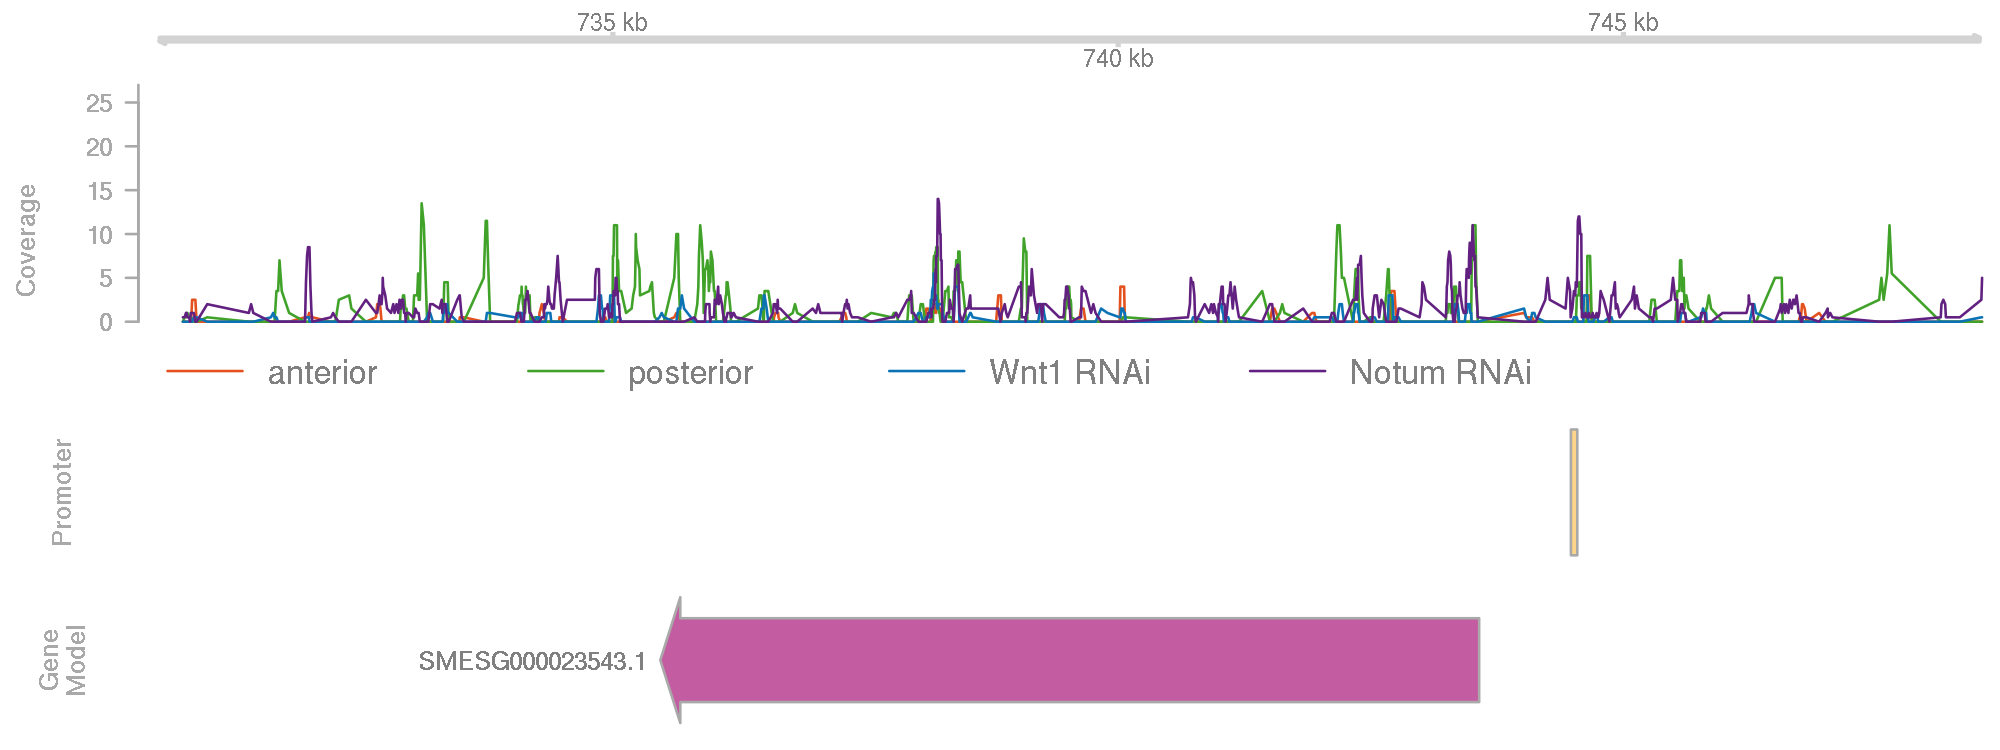 735 kb
745 kb
740 kb
Coverage
25
20
15
10
5
0
anterior
posterior
Wnt1 RNAi
Notum RNAi
Promoter
Gene
Model
SMESG000023543.1